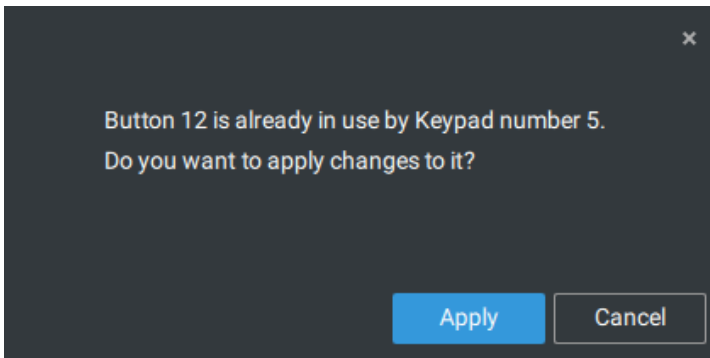 Button 12 is already in use by Keypad number 5.
Do you want to apply changes to it?
Apply Cancel